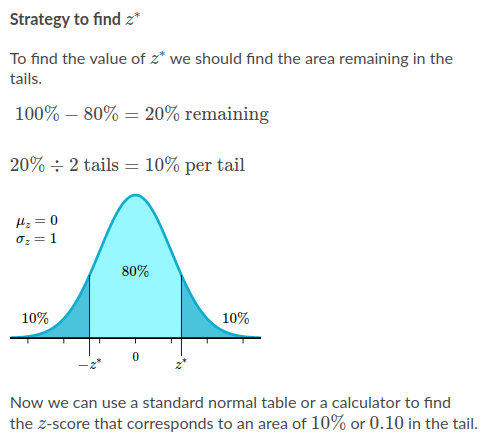 Strategy to find z*
To find the value of z* we should find the area remaining in the
tails.
100% − 80% = 20% remaining
20% ÷ 2 tails = 10% per tail
μz = 0
σz = 1
80%
10%
10%
−z*
0
z*
Now we can use a standard normal table or a calculator to find
the z-score that corresponds to an area of 10% or 0.10 in the tail.